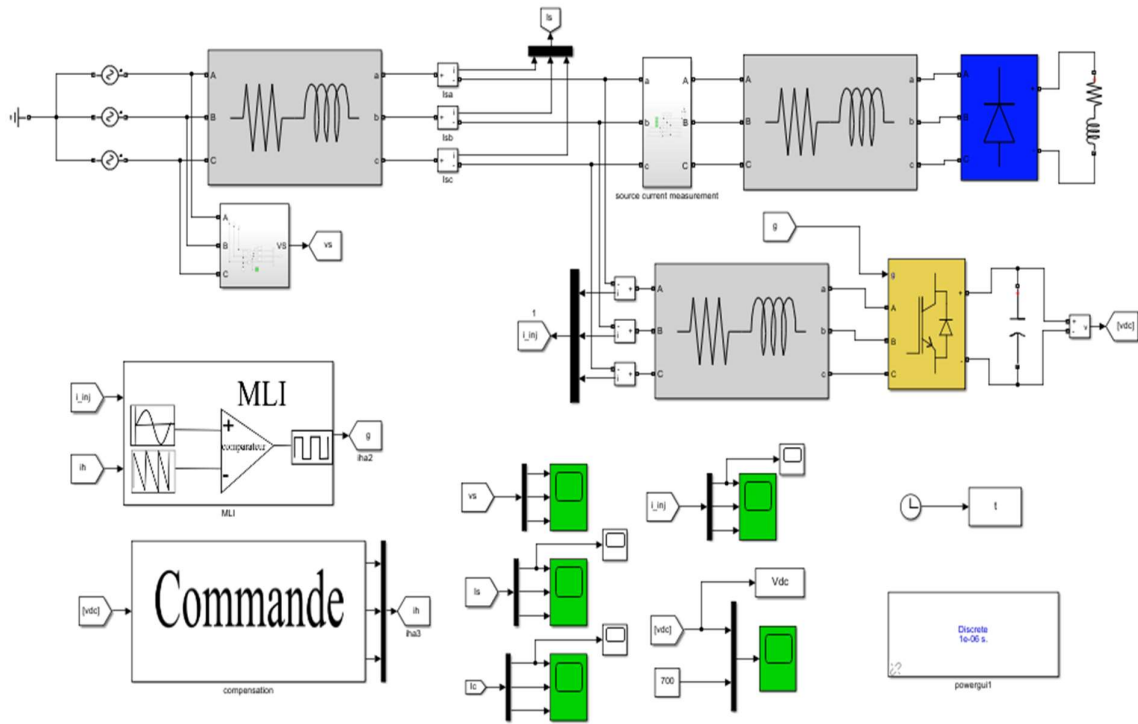 Is
A
B
C
a
b
c
+ i
-
Isa
+ i
-
Isb
+ i
-
Isc
a A
b B
c C
source current measurement
A
B
C
a
b
c
A
B
C
+
-
A
B
C
VS
vs
g
t
i_inj
-
i +
-
i +
-
i +
A
B
C
a
b
c
g
A
B
C
+
-
+
-
v
[vdc]
MLI
i_inj
ih
+
comparateur
-
g
iha2
MLI
[vdc]
Commande
ih
iha3
compensation
vs
Is
Ic
i_inj
t
Vdc
[vdc]
700
Discrete
1e-06 s.
powergui1